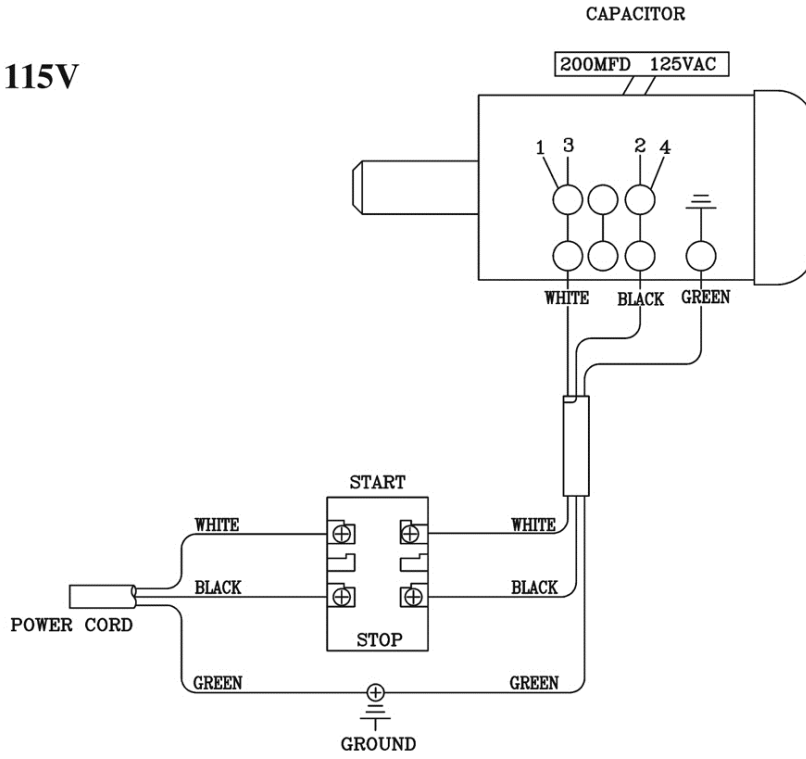 CAPACITOR
115V
200MFD 125VAC
1 3 2 4
WHITE BLACK GREEN
START
WHITE WHITE
BLACK BLACK
POWER CORD
STOP
GREEN GREEN
GROUND